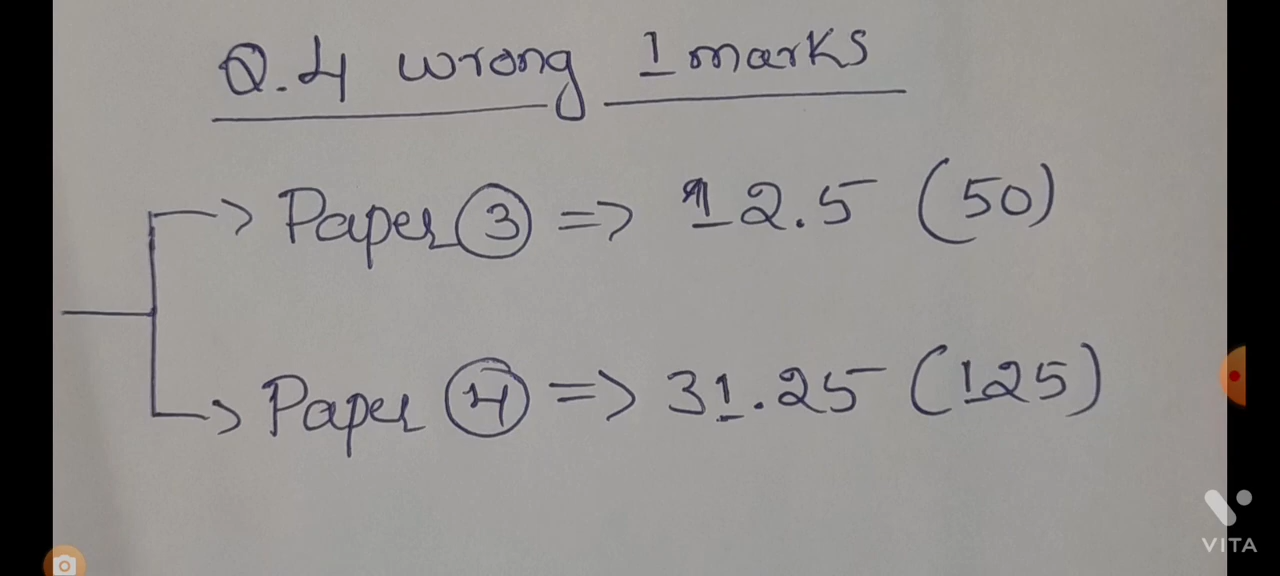 Q.4 wrong 1 marks
Paper 3 => 12.5 (50)
Paper 4 => 31.25 (125)
VITA